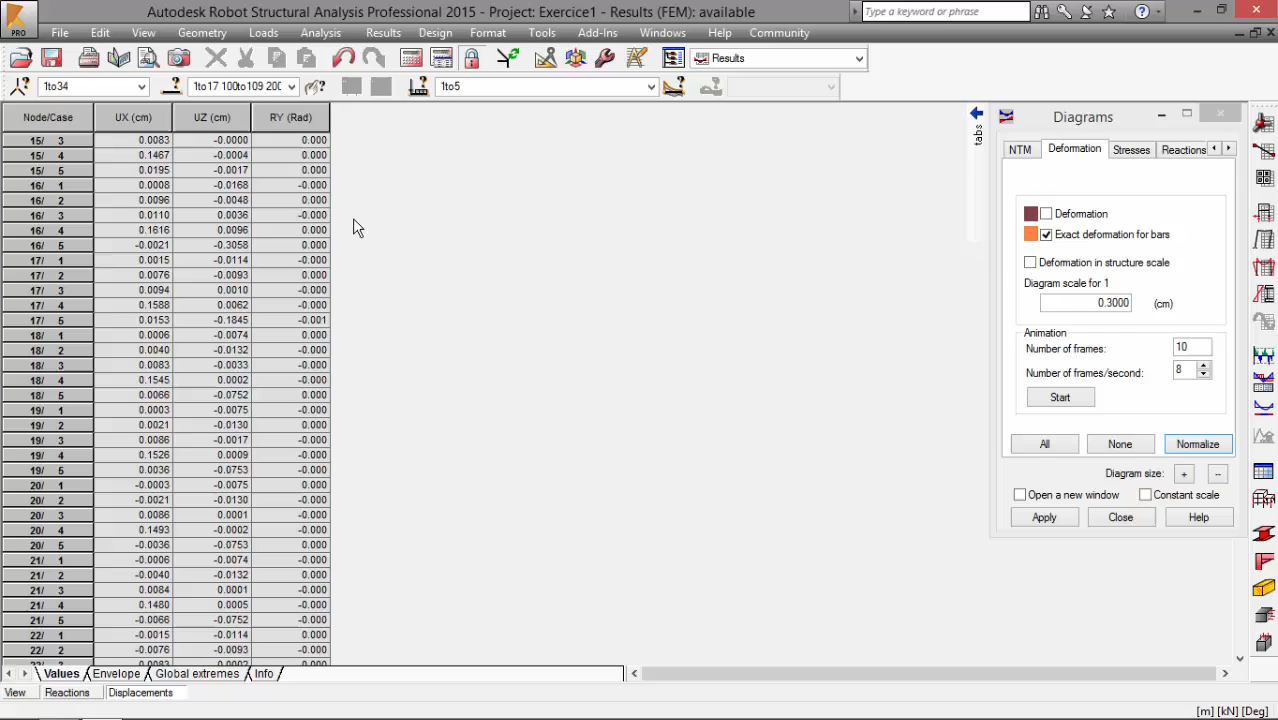 Autodesk Robot Structural Analysis Professional 2015 - Project: Exercice1 - Results (FEM): available
Type a keyword or phrase
PRO
File Edit View Geometry Loads Analysis Results Design Format Tools Add-Ins Windows Help Community
Results
1to34 1to17 100to109 200 1to5
Node/Case UX (cm) UZ (cm) RY (Rad)
15/ 3 0.0083 -0.0000 0.000
15/ 4 0.1467 -0.0004 0.000
15/ 5 0.0195 -0.0017 0.000
16/ 1 0.0008 -0.0168 -0.000
16/ 2 0.0096 -0.0048 0.000
16/ 3 0.0110 0.0036 -0.000
16/ 4 0.1616 0.0096 0.000
16/ 5 -0.0021 -0.3058 0.000
17/ 1 0.0015 -0.0114 -0.000
17/ 2 0.0076 -0.0093 0.000
17/ 3 0.0094 0.0010 -0.000
17/ 4 0.1588 0.0062 -0.000
17/ 5 0.0153 -0.1845 -0.001
18/ 1 0.0006 -0.0074 -0.000
18/ 2 0.0040 -0.0132 -0.000
18/ 3 0.0083 -0.0033 -0.000
18/ 4 0.1545 0.0002 -0.000
18/ 5 0.0066 -0.0752 -0.000
19/ 1 0.0003 -0.0075 -0.000
19/ 2 0.0021 -0.0130 -0.000
19/ 3 0.0086 -0.0017 -0.000
19/ 4 0.1526 0.0009 -0.000
19/ 5 0.0036 -0.0753 -0.000
20/ 1 -0.0003 -0.0075 0.000
20/ 2 -0.0021 -0.0130 0.000
20/ 3 0.0086 0.0001 -0.000
20/ 4 0.1493 -0.0002 -0.000
20/ 5 -0.0036 -0.0753 0.000
21/ 1 -0.0006 -0.0074 0.000
21/ 2 -0.0040 -0.0132 0.000
21/ 3 0.0084 0.0001 -0.000
21/ 4 0.1480 0.0005 -0.000
21/ 5 -0.0066 -0.0752 0.000
22/ 1 -0.0015 -0.0114 0.000
22/ 2 -0.0076 -0.0093 -0.000
Values Envelope Global extremes Info
View Reactions Displacements
tabs
Diagrams
NTM Deformation Stresses Reactions
Deformation
Exact deformation for bars
Deformation in structure scale
Diagram scale for 1
0.3000 (cm)
Animation
Number of frames: 10
Number of frames/second: 8
Start
All None Normalize
Diagram size: + --
Open a new window Constant scale
Apply Close Help
[m] [kN] [Deg]